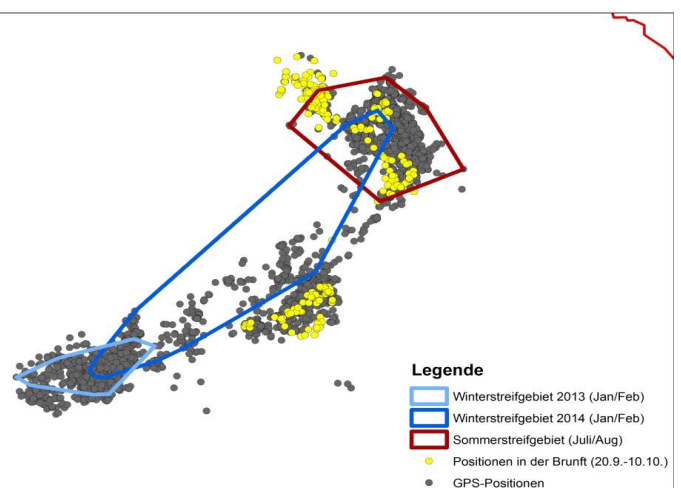 Legende
Winterstreifgebiet 2013 (Jan/Feb)
Winterstreifgebiet 2014 (Jan/Feb)
Sommerstreifgebiet (Juli/Aug)
Positionen in der Brunft (20.9.-10.10.)
GPS-Positionen